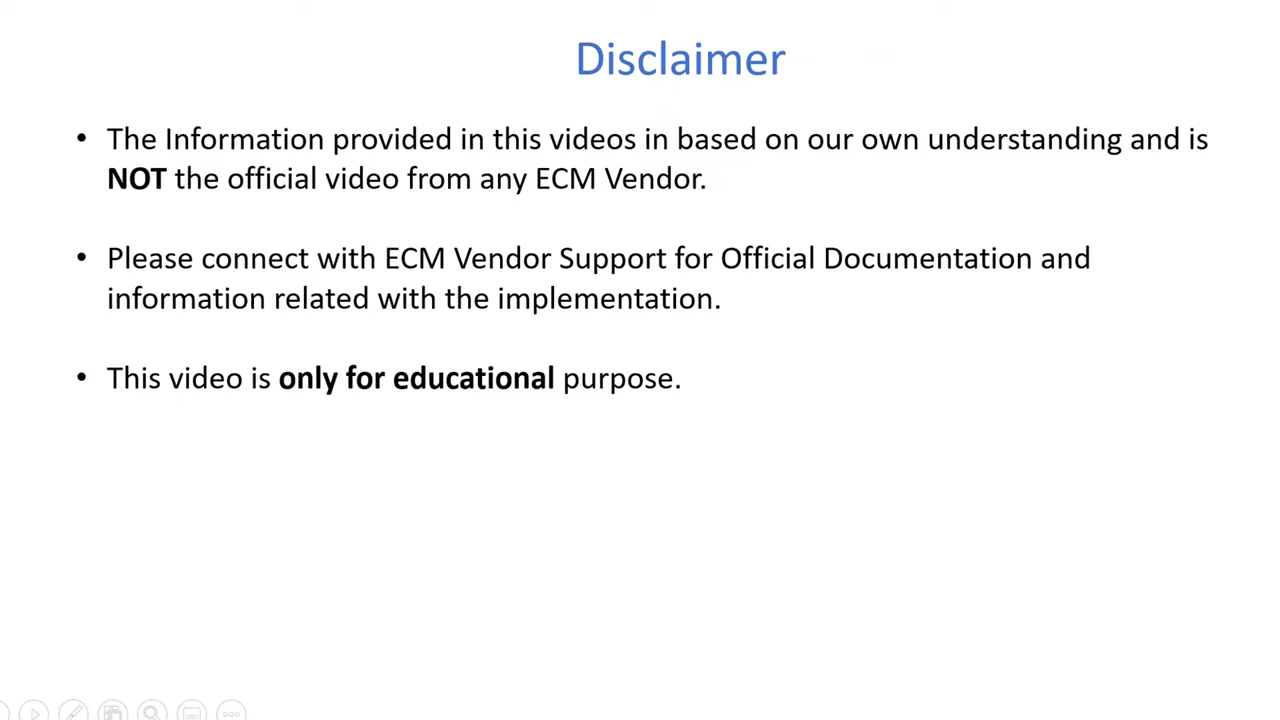 Disclaimer
• The Information provided in this videos in based on our own understanding and is
NOT the official video from any ECM Vendor.
• Please connect with ECM Vendor Support for Official Documentation and
information related with the implementation.
• This video is only for educational purpose.